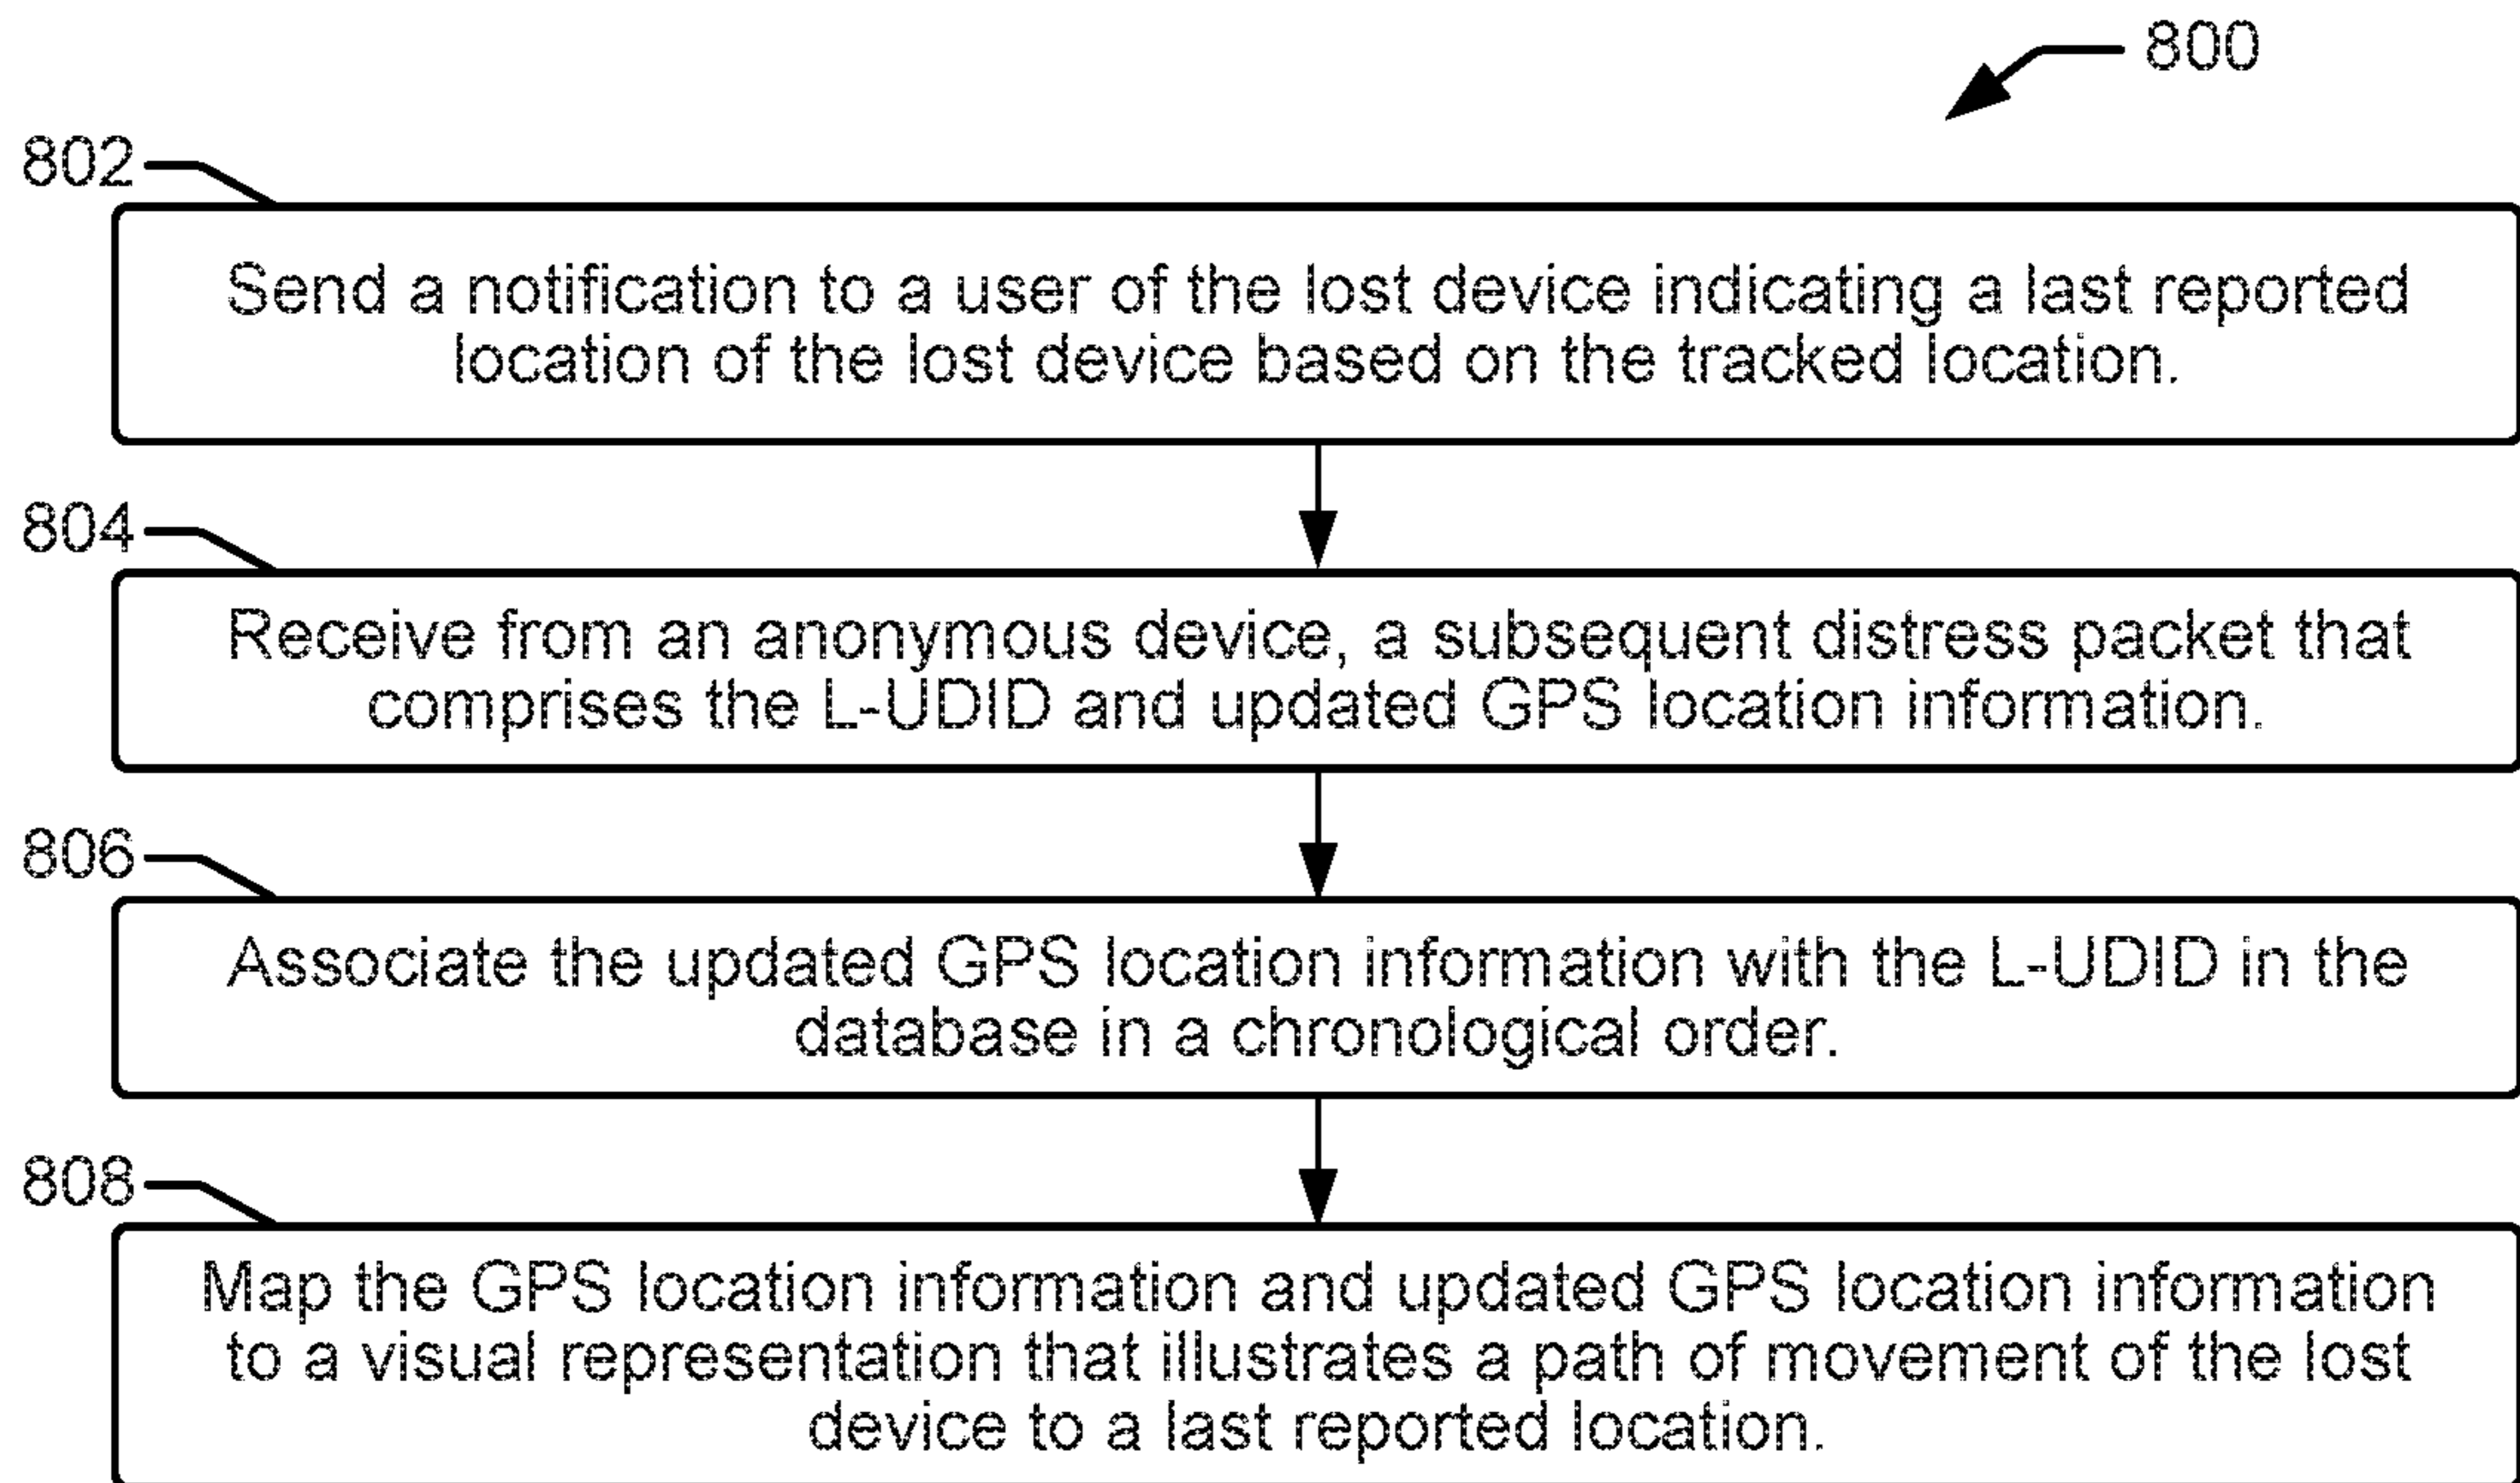 800
802
Send a notification to a user of the lost device indicating a last reported
location of the lost device based on the tracked location.
804
Receive from an anonymous device, a subsequent distress packet that
comprises the L-UDID and updated GPS location information.
806
Associate the updated GPS location information with the L-UDID in the
database in a chronological order.
808
Map the GPS location information and updated GPS location information
to a visual representation that illustrates a path of movement of the lost
device to a last reported location.